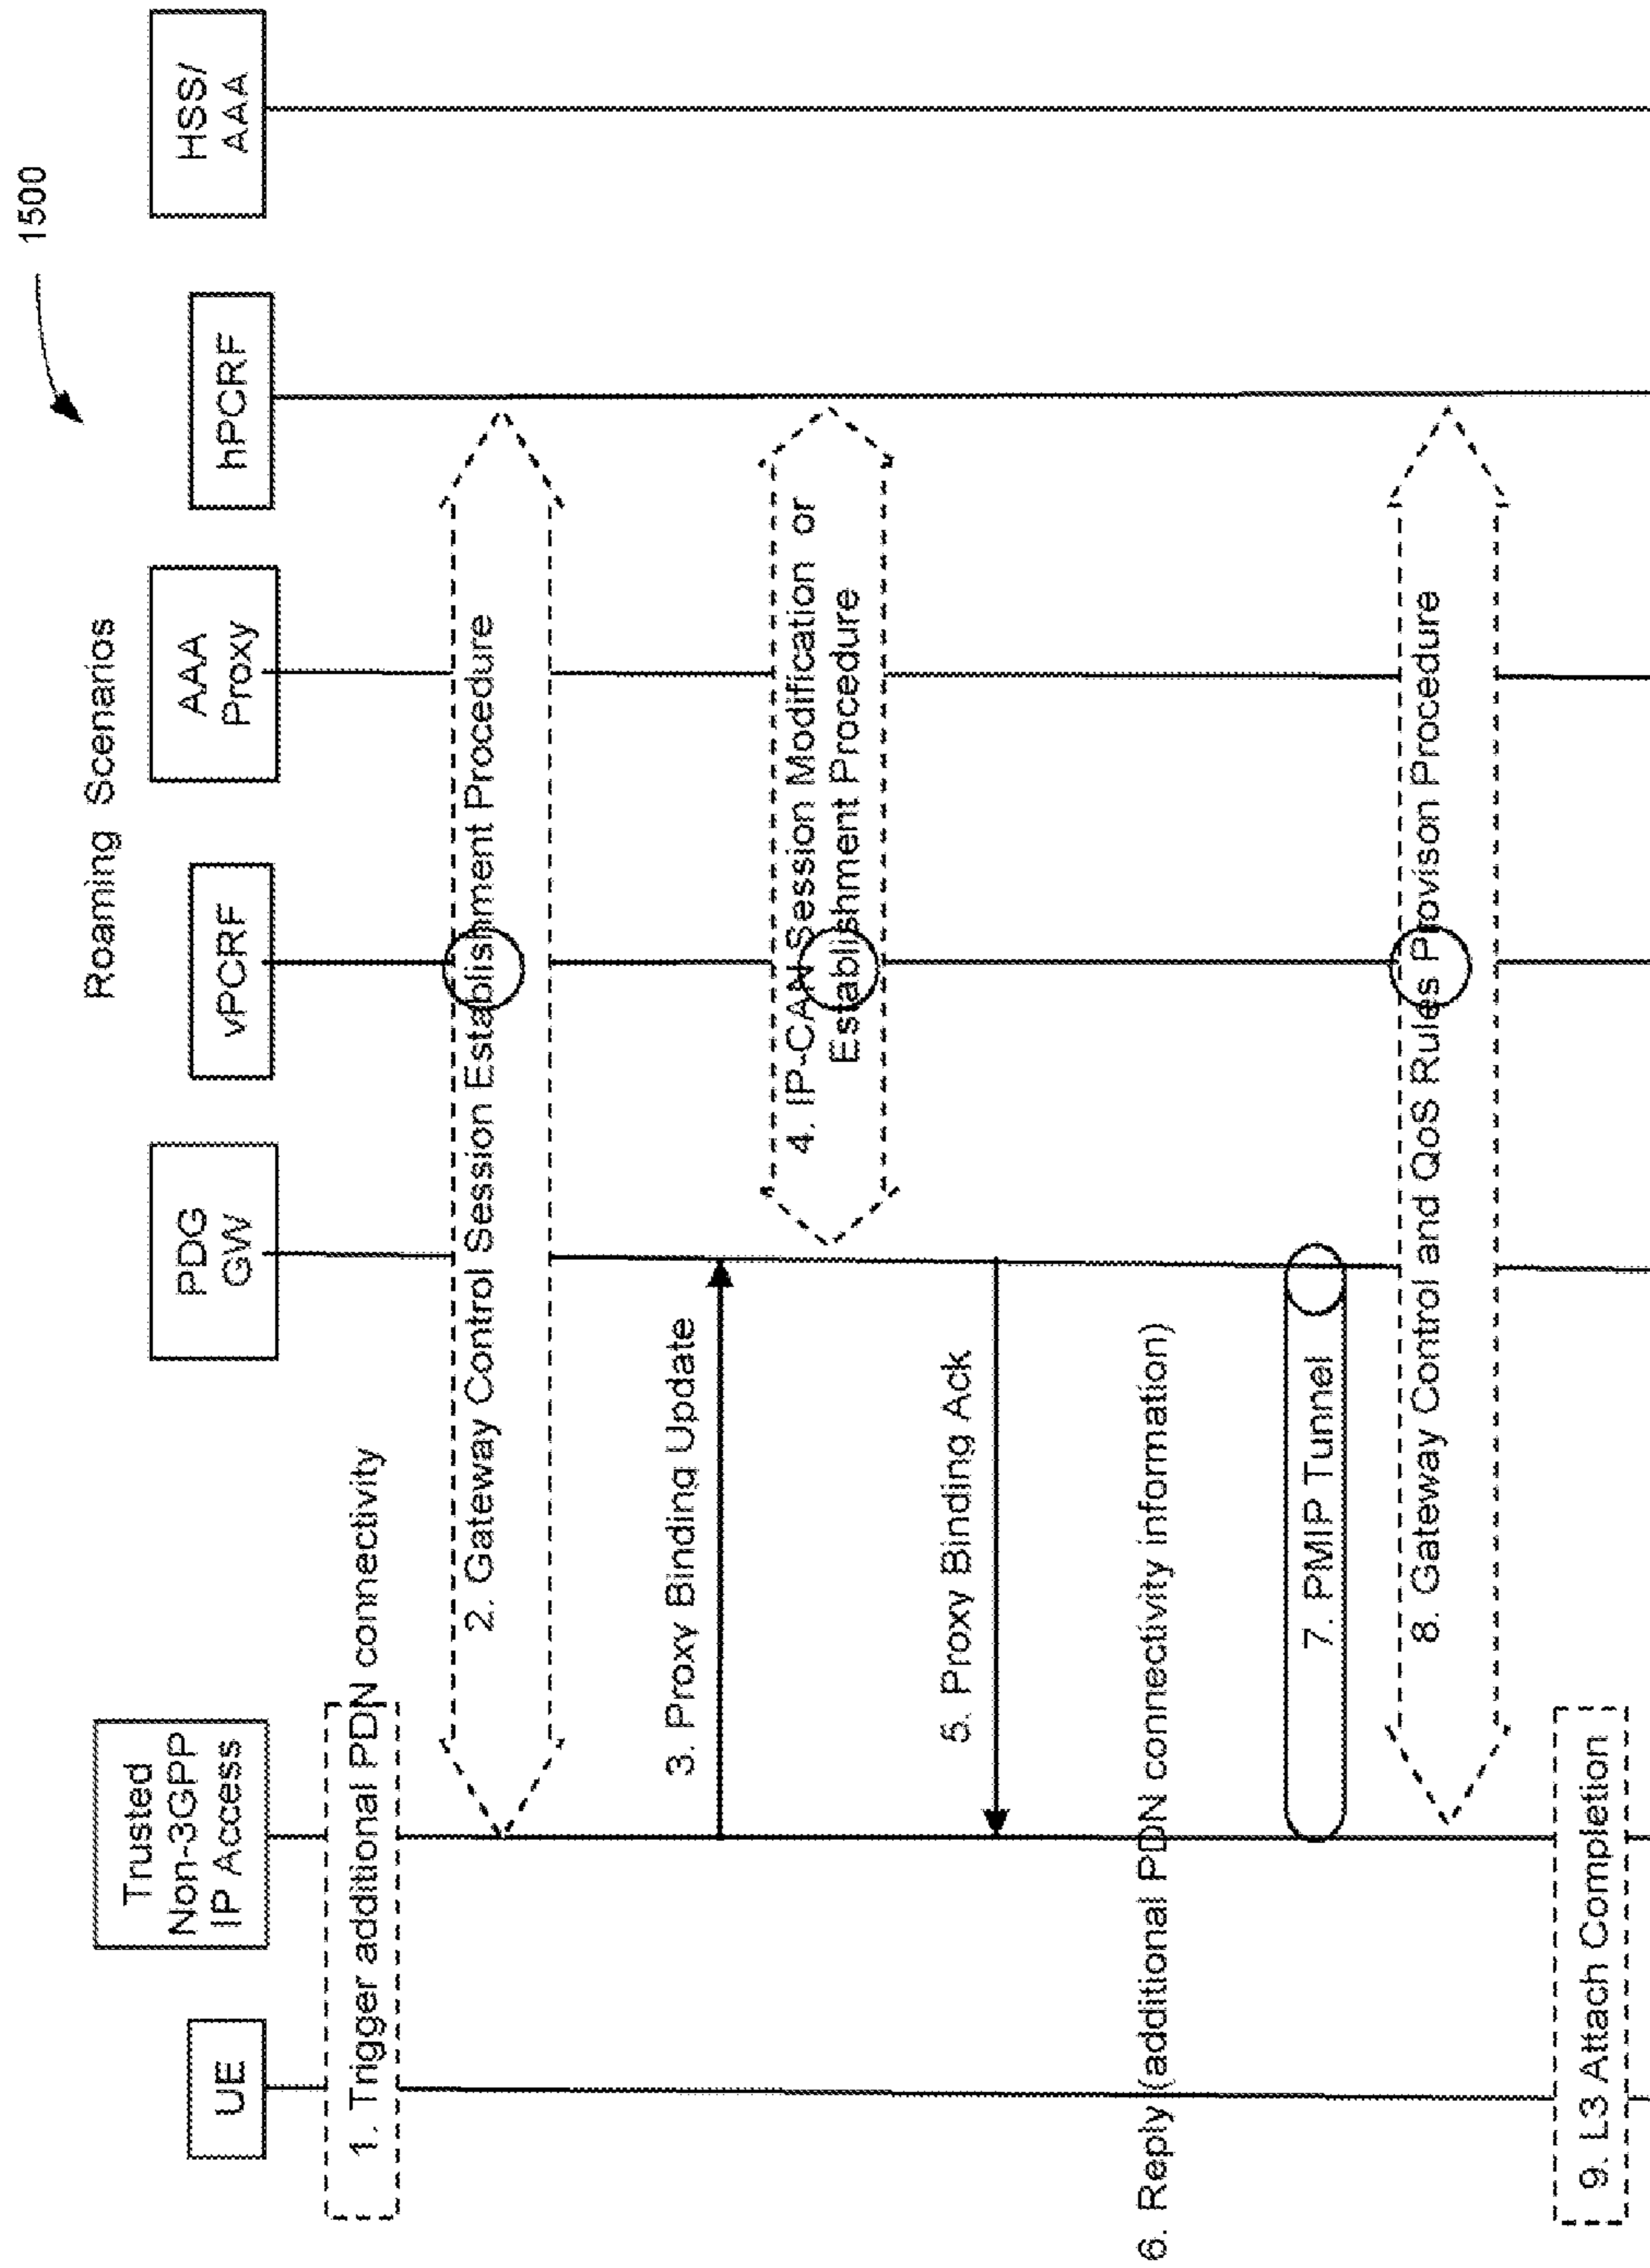 1500
Roaming Scenarios
UE
Trusted
Non-3GPP
IP Access
PDG
GW
vPCRF
AAA
Proxy
hPCRF
HSS/
AAA
1. Trigger additional PDN connectivity
2. Gateway Control Session Establishment Procedure
3. Proxy Binding Update
4. IP-CAN Session Modification or
Establishment Procedure
5. Proxy Binding Ack
6. Reply (additional PDN connectivity information)
7. PMIP Tunnel
8. Gateway Control and QoS Rules Provison Procedure
9. L3 Attach Completion